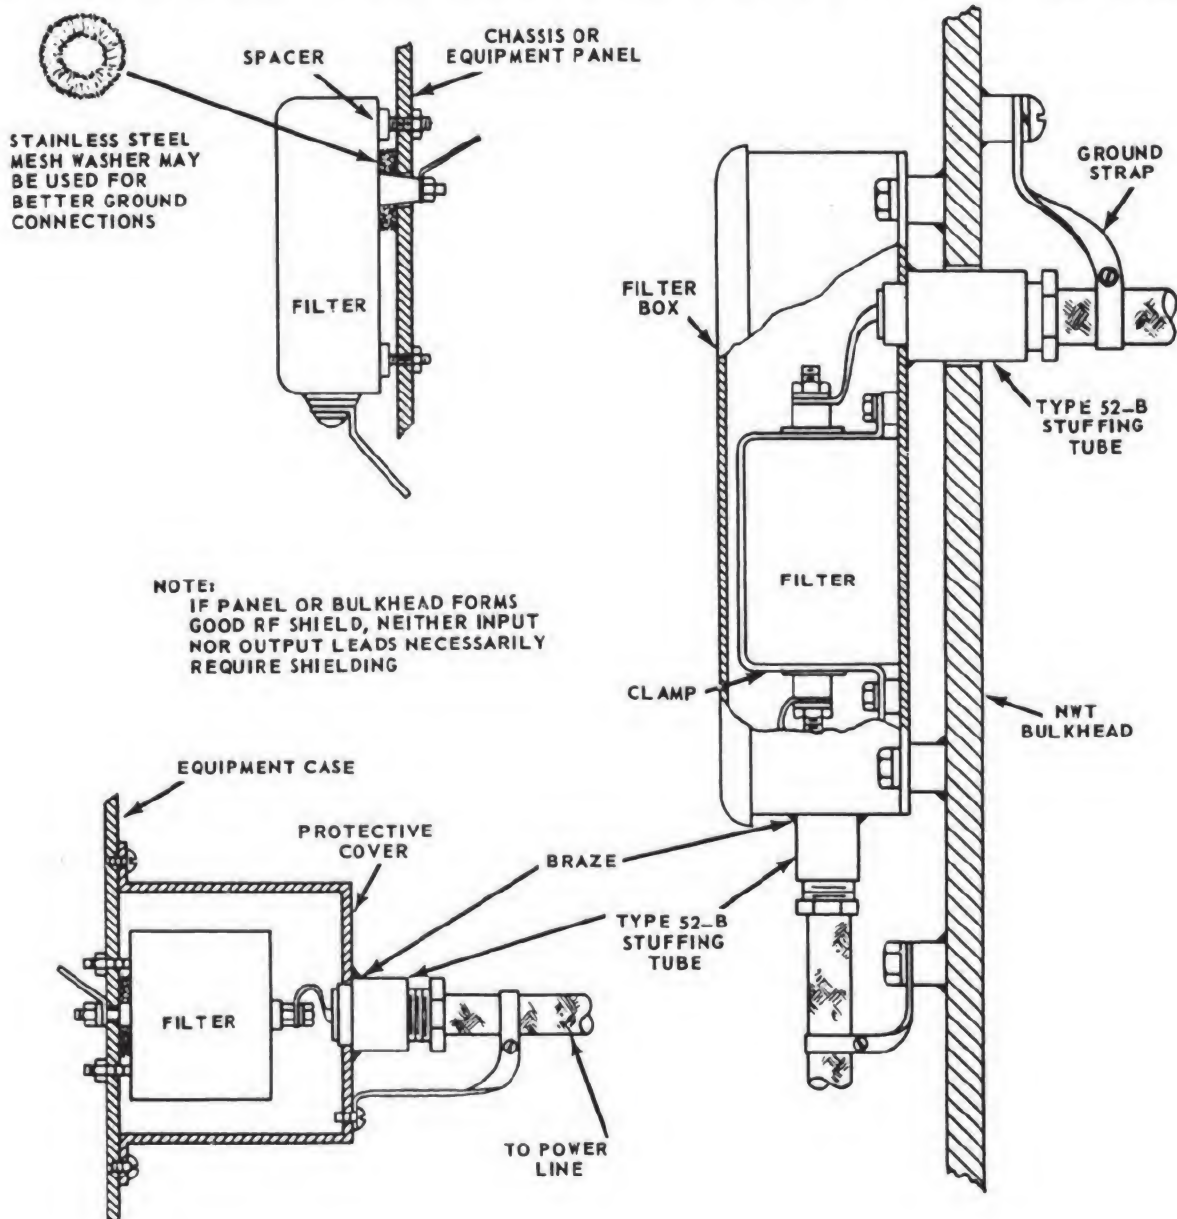 SPACER
CHASSIS OR
EQUIPMENT PANEL
STAINLESS STEEL
MESH WASHER MAY
BE USED FOR
BETTER GROUND
CONNECTIONS
FILTER
GROUND
STRAP
FILTER
BOX
TYPE 52-B
STUFFING
TUBE
FILTER
NOTE:
IF PANEL OR BULKHEAD FORMS
GOOD RF SHIELD, NEITHER INPUT
NOR OUTPUT LEADS NECESSARILY
REQUIRE SHIELDING
CLAMP
NWT
BULKHEAD
EQUIPMENT CASE
PROTECTIVE
COVER
BRAZE
TYPE 52-B
STUFFING
TUBE
FILTER
TO POWER
LINE